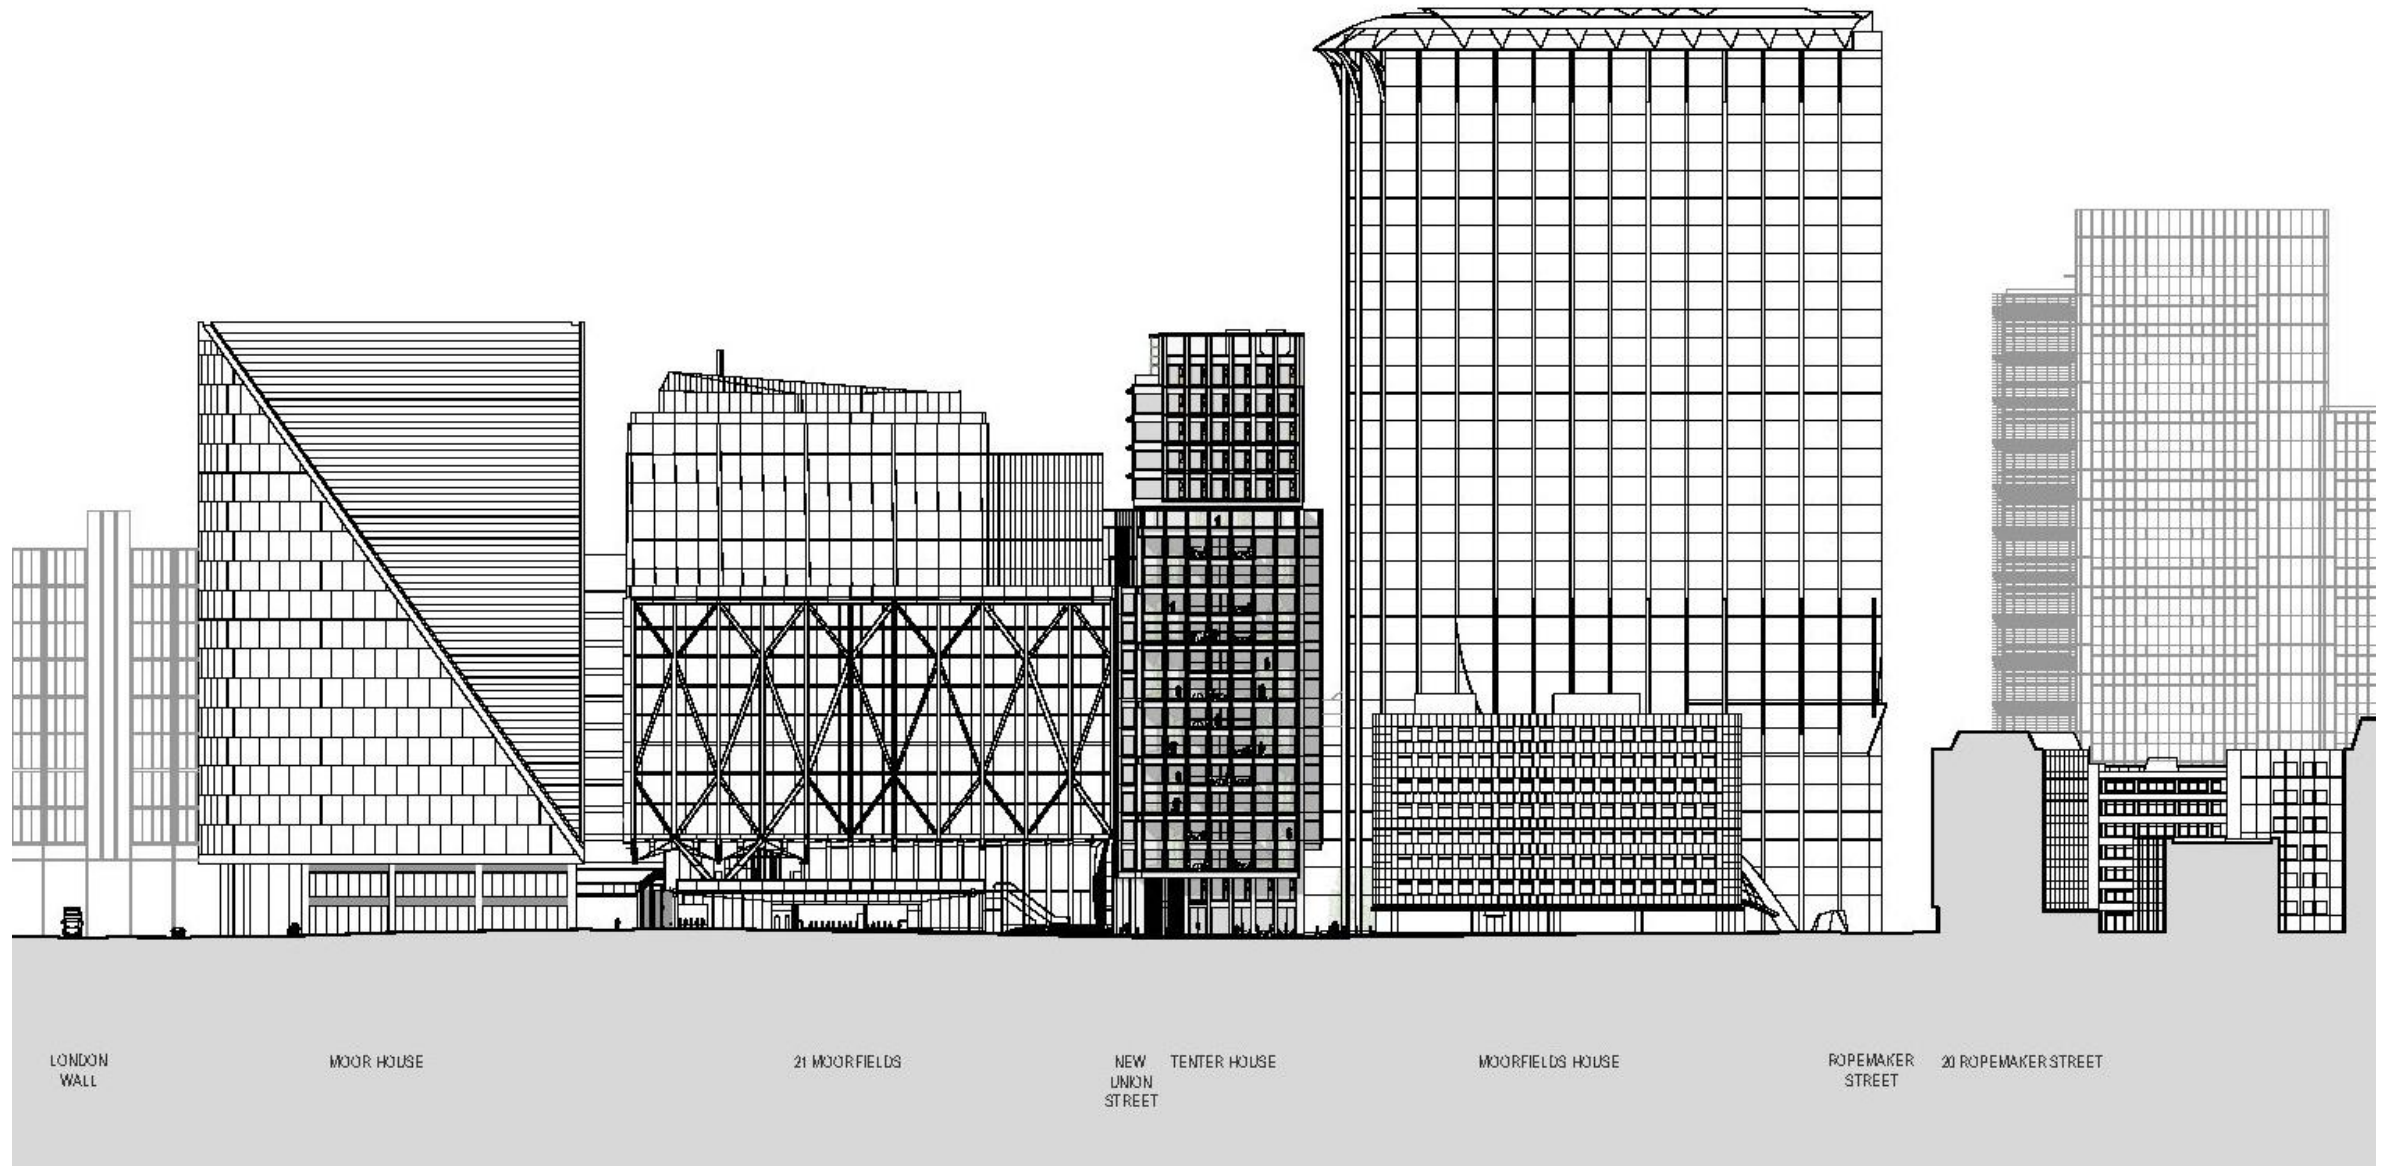 LONDON
WALL
MOOR HOUSE
21 MOORFIELDS
NEW
UNION
STREET
TENTER HOUSE
MOORFIELDS HOUSE
ROPEMAKER
STREET
20 ROPEMAKER STREET